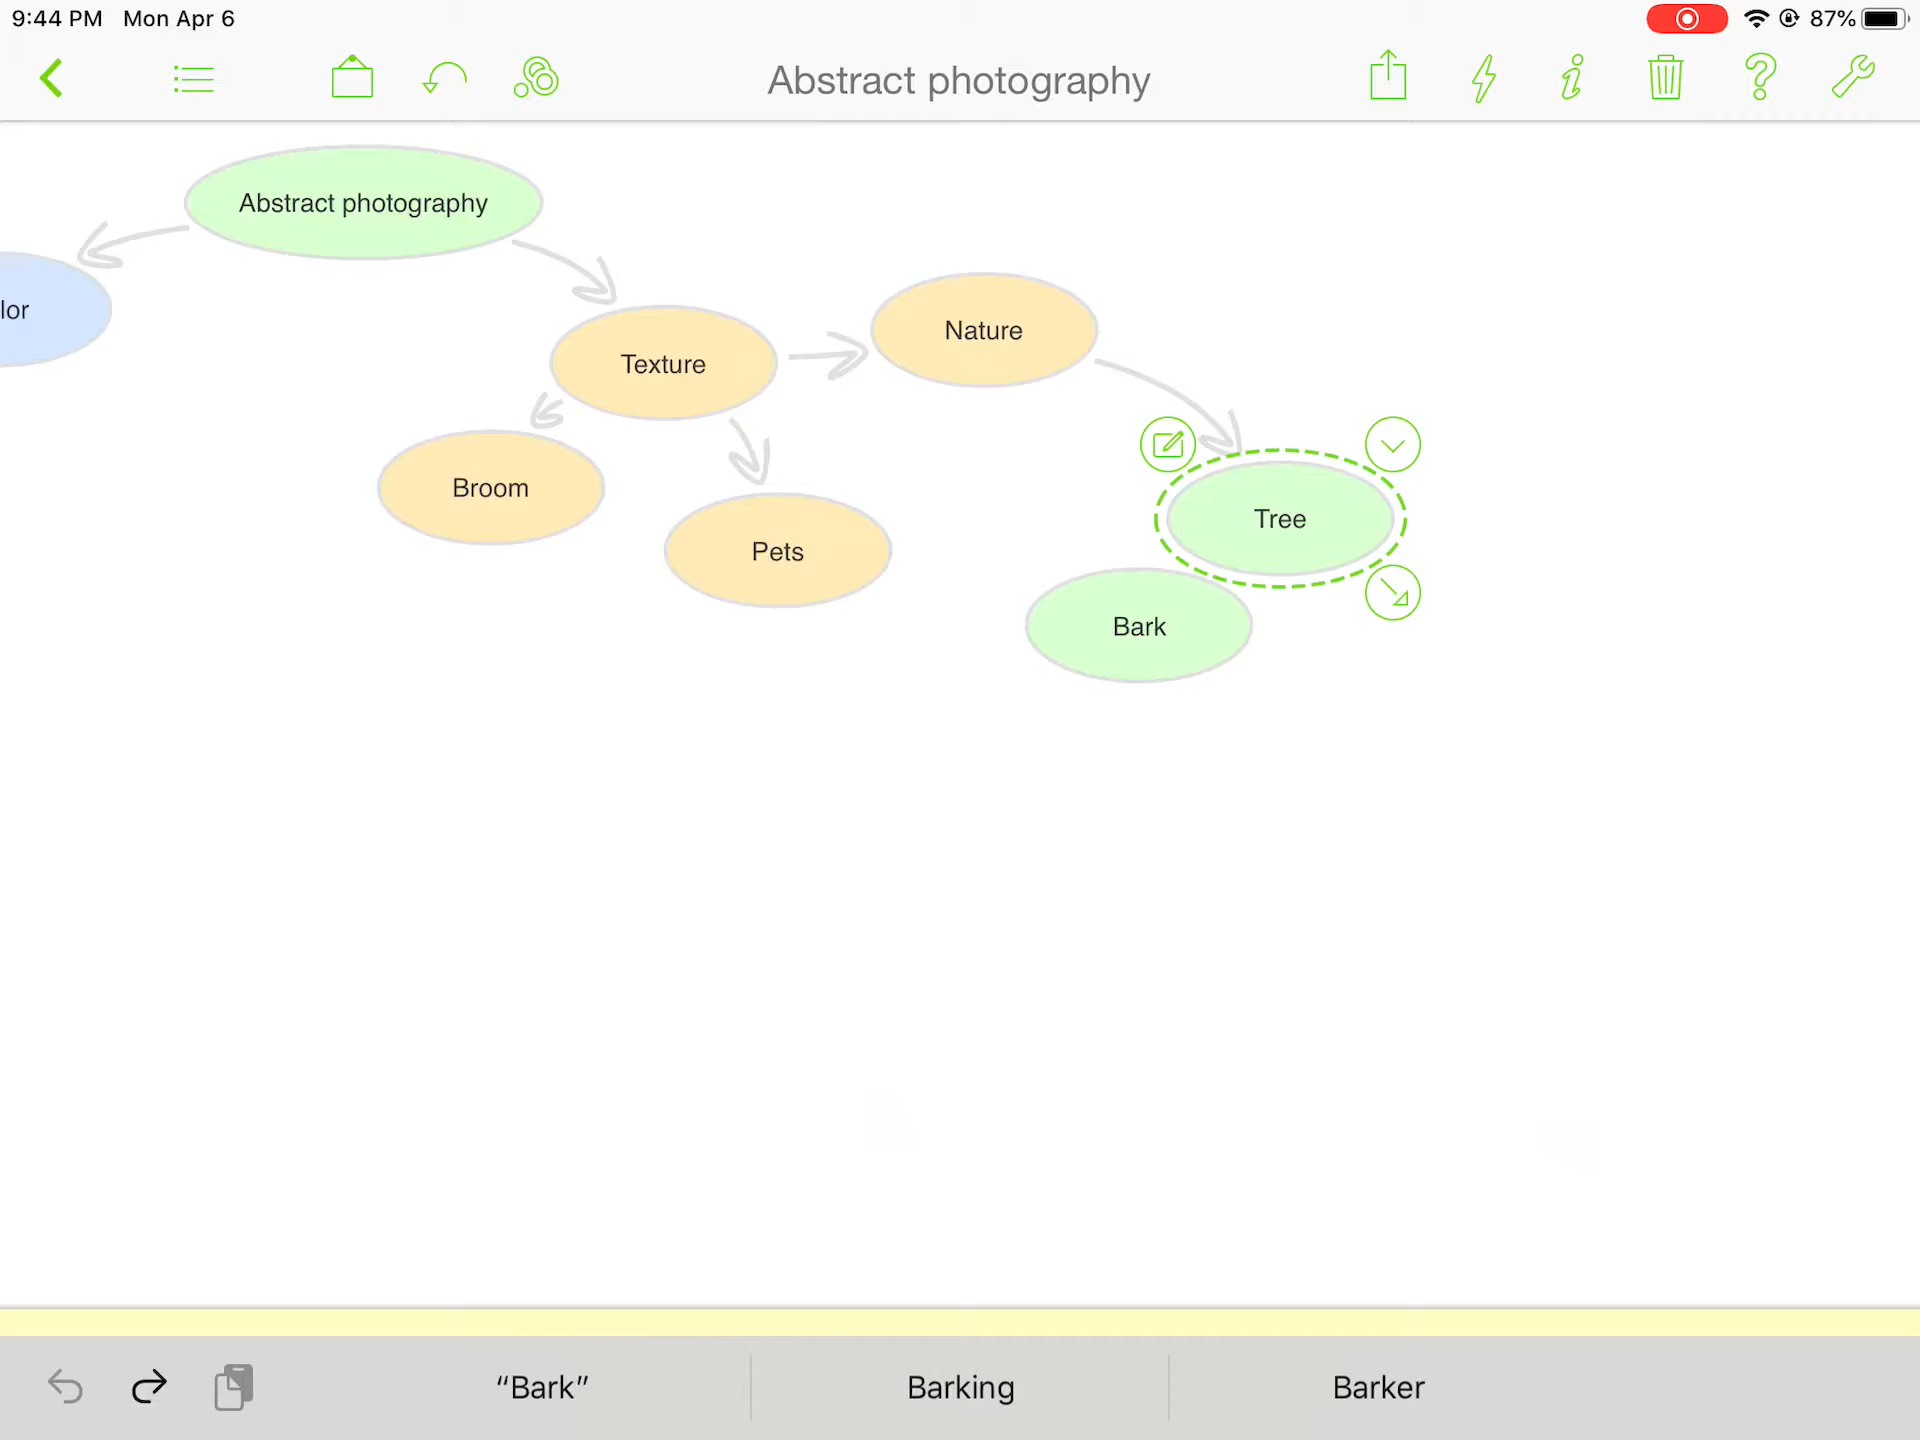 9:44 PM Mon Apr 6
87%
Abstract photography
Abstract photography
lor
Nature
Texture
Broom
Tree
Pets
Bark
“Bark”
Barking
Barker